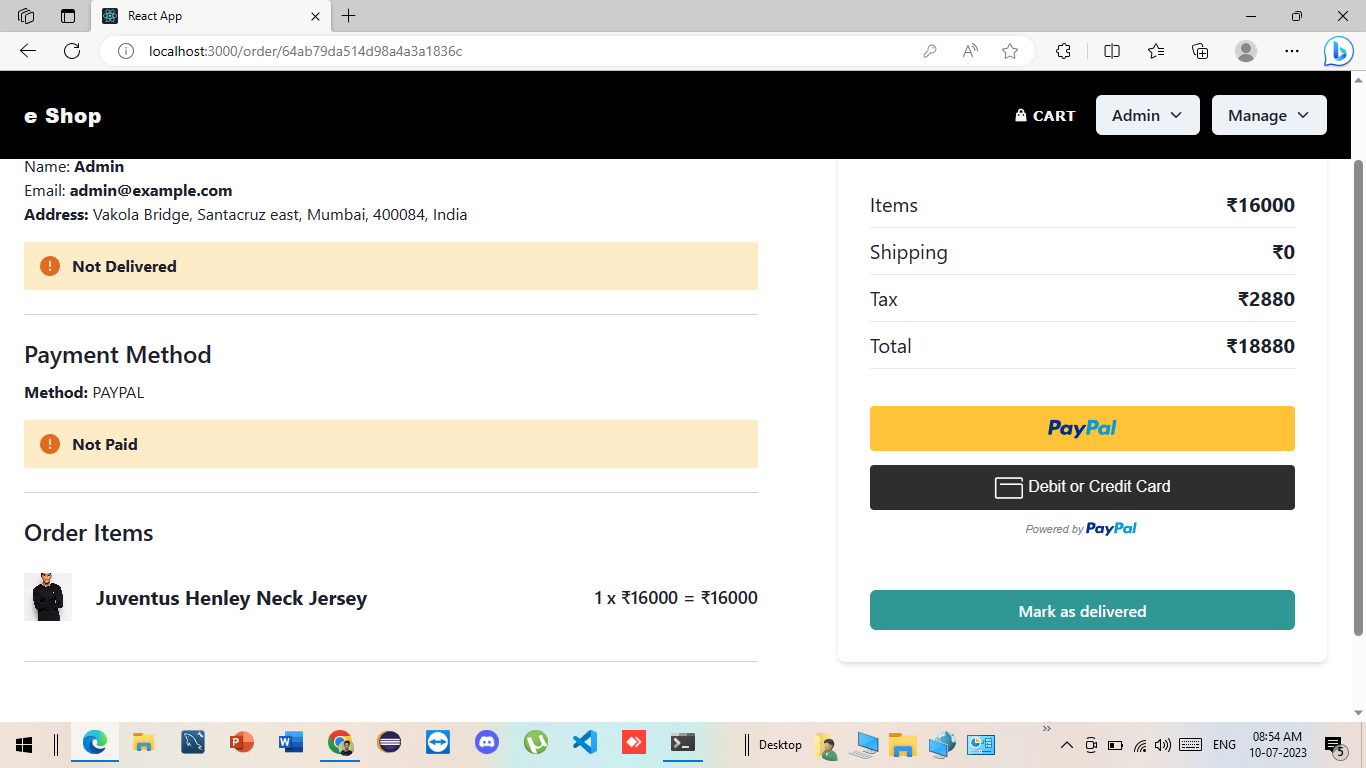 React App
localhost:3000/order/64ab79da514d98a4a3a1836c
e Shop
CART
Admin
Manage
Name: Admin
Email: admin@example.com
Address: Vakola Bridge, Santacruz east, Mumbai, 400084, India
Not Delivered
Payment Method
Method: PAYPAL
Not Paid
Order Items
Juventus Henley Neck Jersey
1 x ₹16000 = ₹16000
Items ₹16000
Shipping ₹0
Tax ₹2880
Total ₹18880
PayPal
Debit or Credit Card
Powered by PayPal
Mark as delivered
Desktop
ENG
08:54 AM
10-07-2023
5